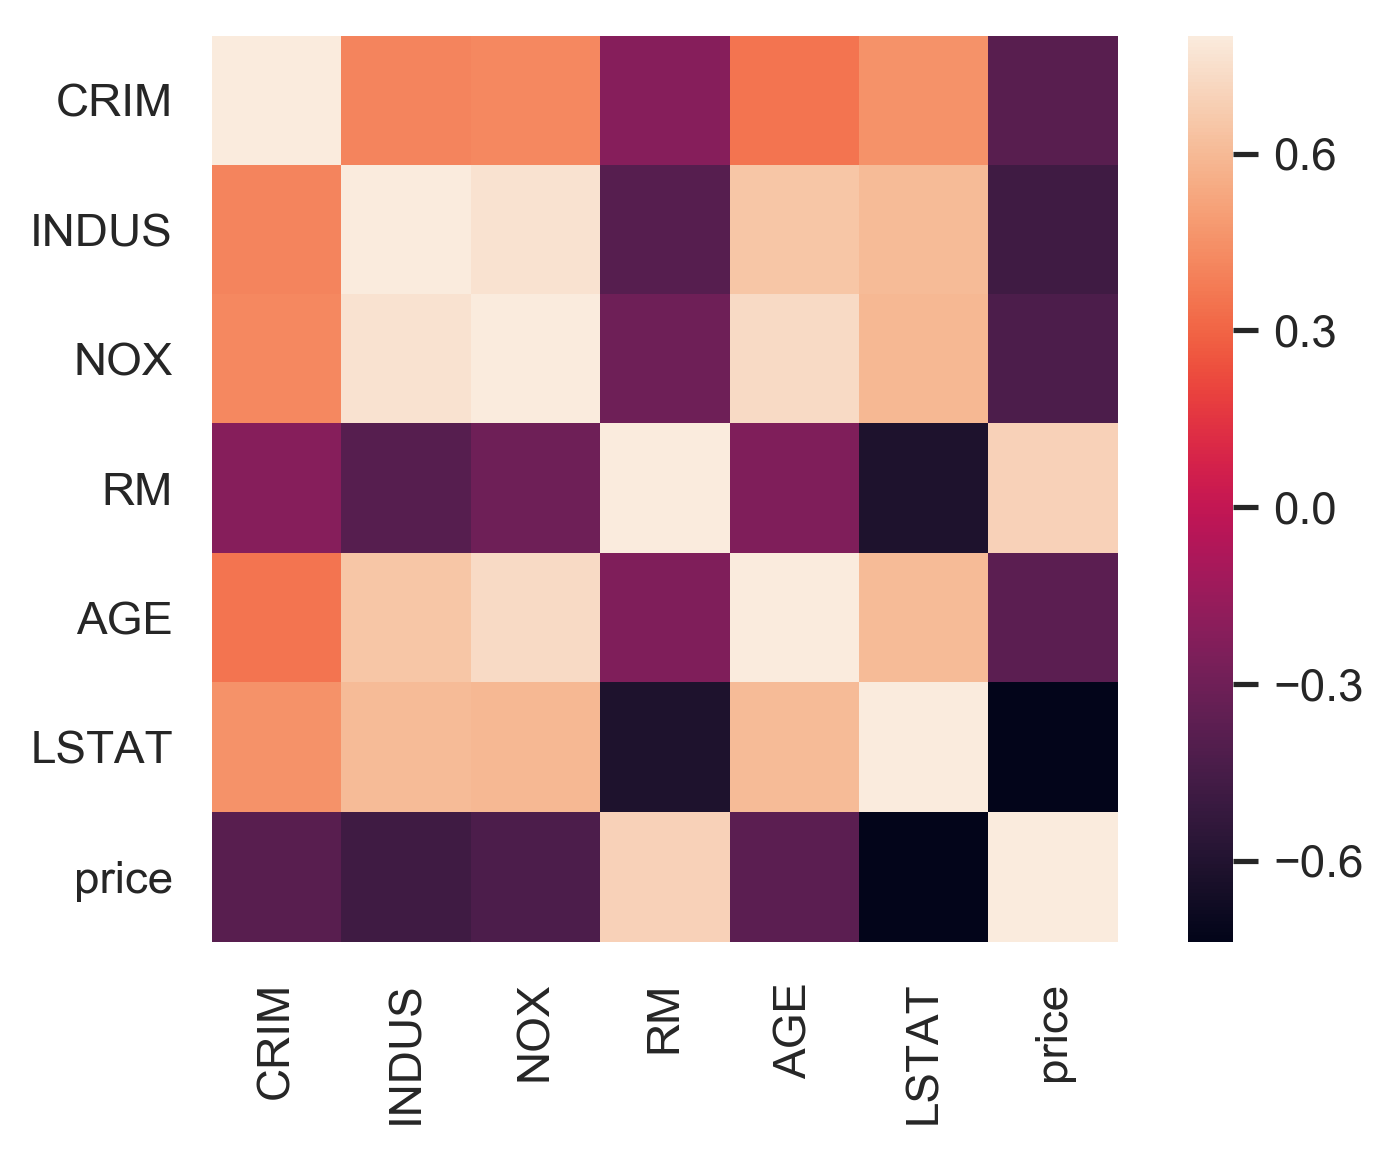 CRIM
INDUS
NOX
RM
AGE
LSTAT
price
CRIM
INDUS
NOX
RM
AGE
LSTAT
price
0.6
0.3
0.0
−0.3
−0.6